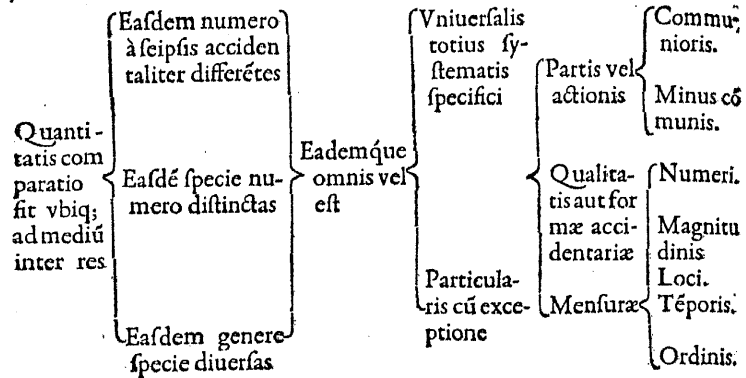 Quanti-
tatis com
paratio
fit vbiq;
ad mediũ
inter res
Eaſdem numero
à ſeipſis acciden
taliter differẽtes
Eaſdẽ ſpecie nu-
mero diſtinctas
Eaſdem genere
ſpecie diuerſas
Eademq́ue
omnis vel
eſt
Vniuerſalis
totius ſy-
ſtematis
ſpecifici
Particula-
ris cũ exce-
ptione
Partis vel
actionis
Qualita-
tis aut for
mæ acci-
dentariæ
Menſuræ
Commu-
nioris.
Minus cõ
munis.
Numeri.
Magnitu
dinis
Loci.
Tẽporis.
Ordinis.